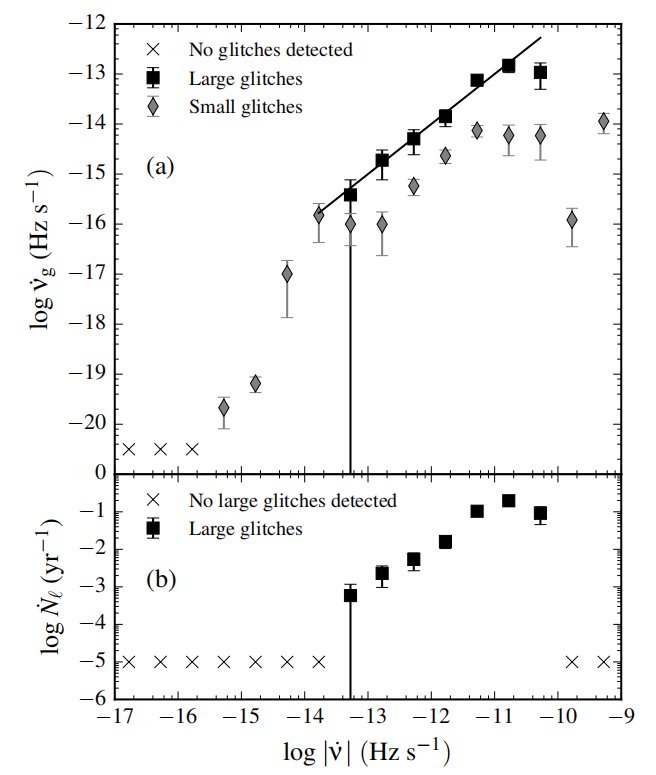 −12
−13
−14
−15
−16
−17
−18
−19
−20
log ν̇g (Hz s⁻¹)
No glitches detected
Large glitches
Small glitches
(a)
0
−1
−2
−3
−4
−5
−6
log Ṅℓ (yr⁻¹)
No large glitches detected
Large glitches
(b)
−17 −16 −15 −14 −13 −12 −11 −10 −9
log |ν̇| (Hz s⁻¹)